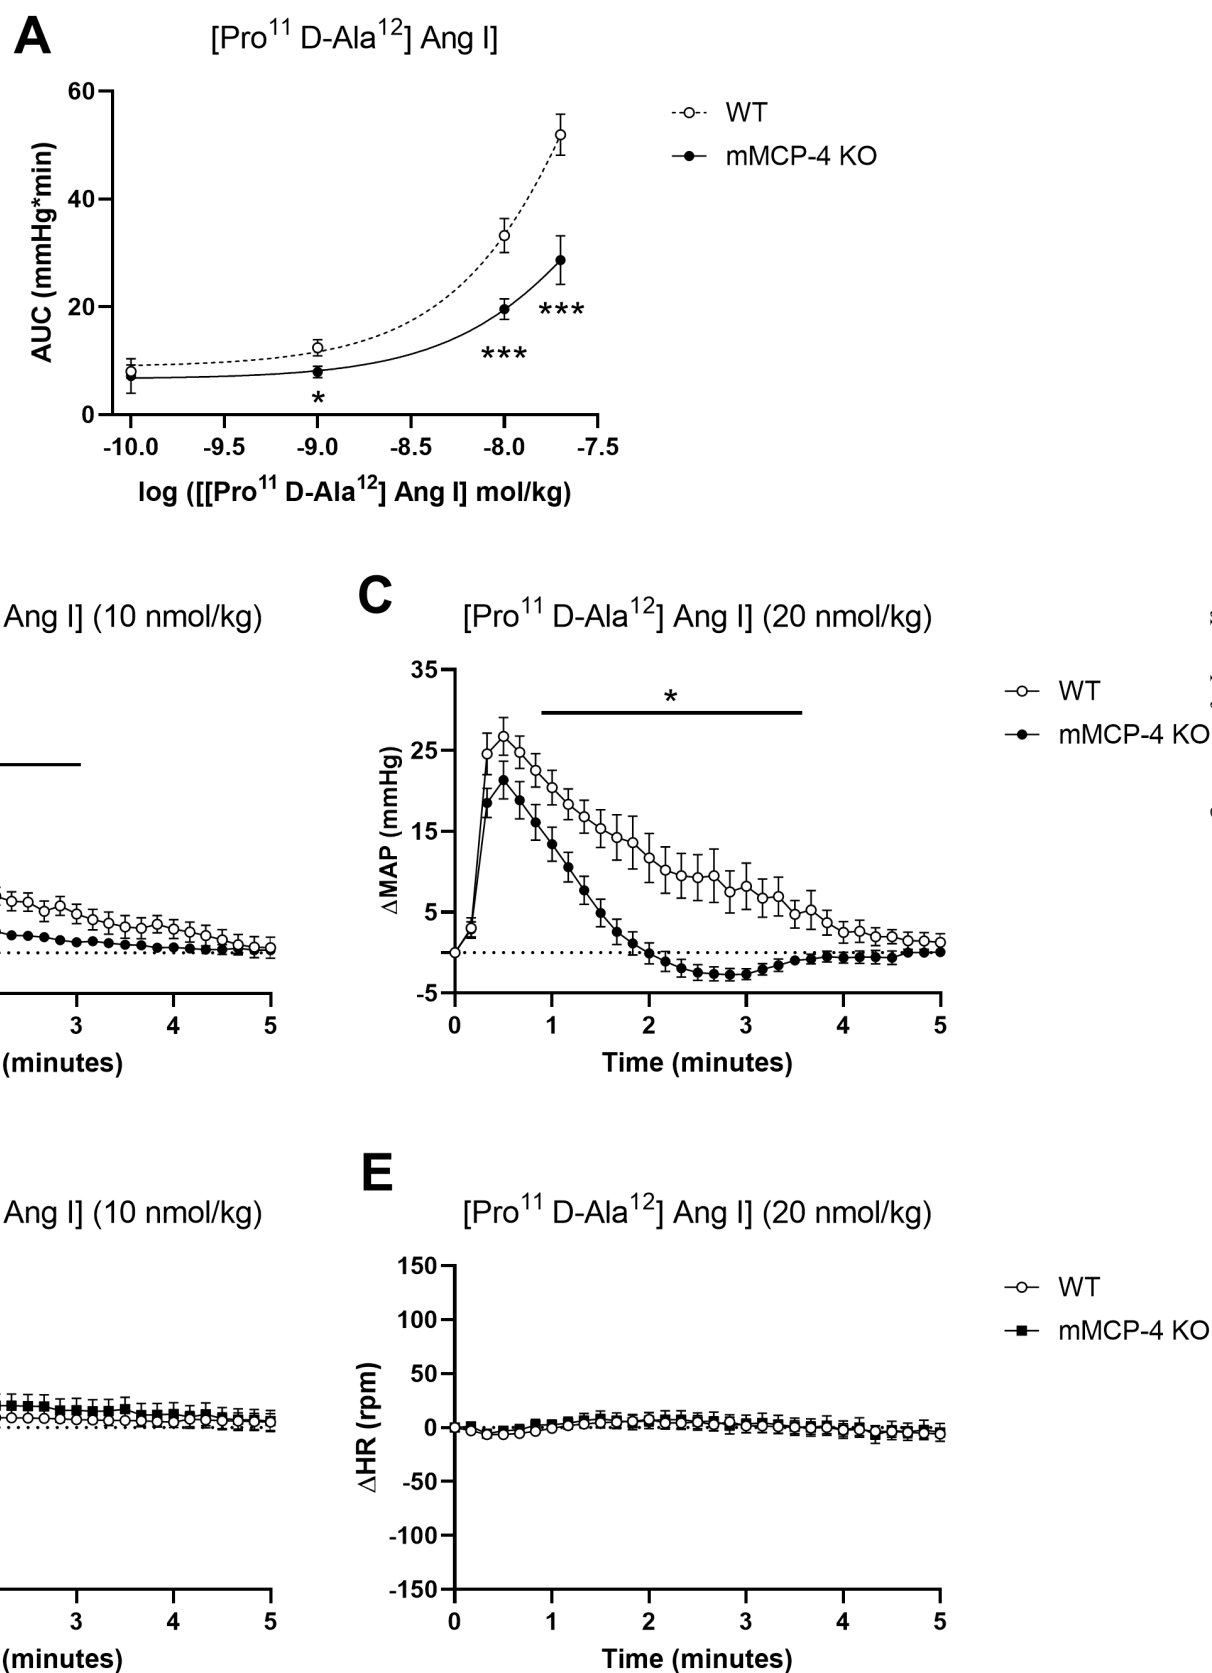 A
[Pro¹¹ D-Ala¹²] Ang I]
60
40
20
0
AUC (mmHg*min)
WT
mMCP-4 KO
*
***
***
-10.0 -9.5 -9.0 -8.5 -8.0 -7.5
log ([[Pro¹¹ D-Ala¹²] Ang I] mol/kg)
Ang I] (10 nmol/kg)
3 4 5
(minutes)
C
[Pro¹¹ D-Ala¹²] Ang I] (20 nmol/kg)
35
25
15
5
-5
ΔMAP (mmHg)
*
WT
mMCP-4 KO
0 1 2 3 4 5
Time (minutes)
Ang I] (10 nmol/kg)
3 4 5
(minutes)
E
[Pro¹¹ D-Ala¹²] Ang I] (20 nmol/kg)
150
100
50
0
-50
-100
-150
ΔHR (rpm)
WT
mMCP-4 KO
0 1 2 3 4 5
Time (minutes)